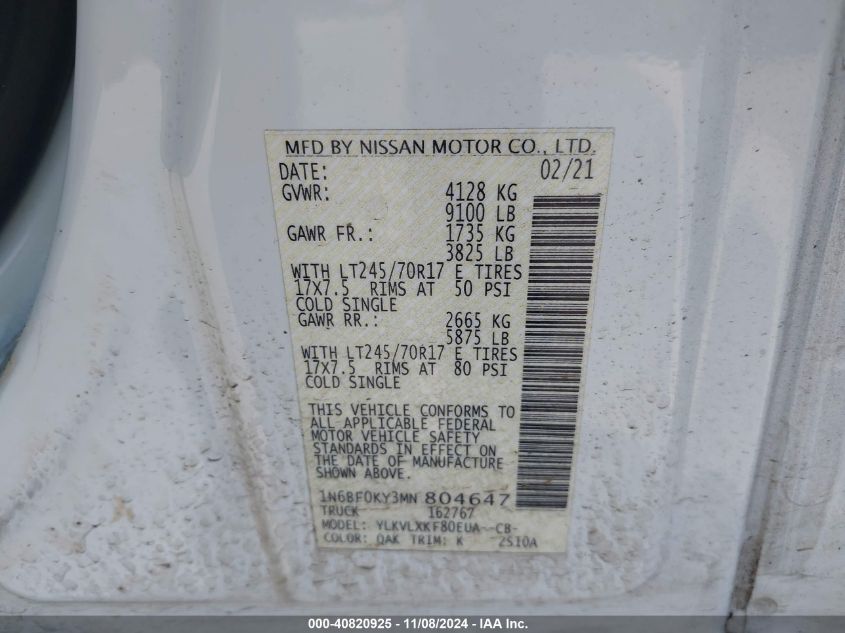 MFD BY NISSAN MOTOR CO., LTD.
DATE: 02/21
GVWR: 4128 KG
9100 LB
GAWR FR.: 1735 KG
3825 LB
WITH LT245/70R17 E TIRES
17X7.5 RIMS AT 50 PSI
COLD SINGLE
GAWR RR.: 2665 KG
5875 LB
WITH LT245/70R17 E TIRES
17X7.5 RIMS AT 80 PSI
COLD SINGLE
THIS VEHICLE CONFORMS TO
ALL APPLICABLE FEDERAL
MOTOR VEHICLE SAFETY
STANDARDS IN EFFECT ON
THE DATE OF MANUFACTURE
SHOWN ABOVE.
1N6BF0KY3MN 804647
TRUCK I62767
MODEL: YLKVLXKF80EUA--CB-
COLOR: QAK TRIM: K 2S10A
000-40820925 - 11/08/2024 - IAA Inc.